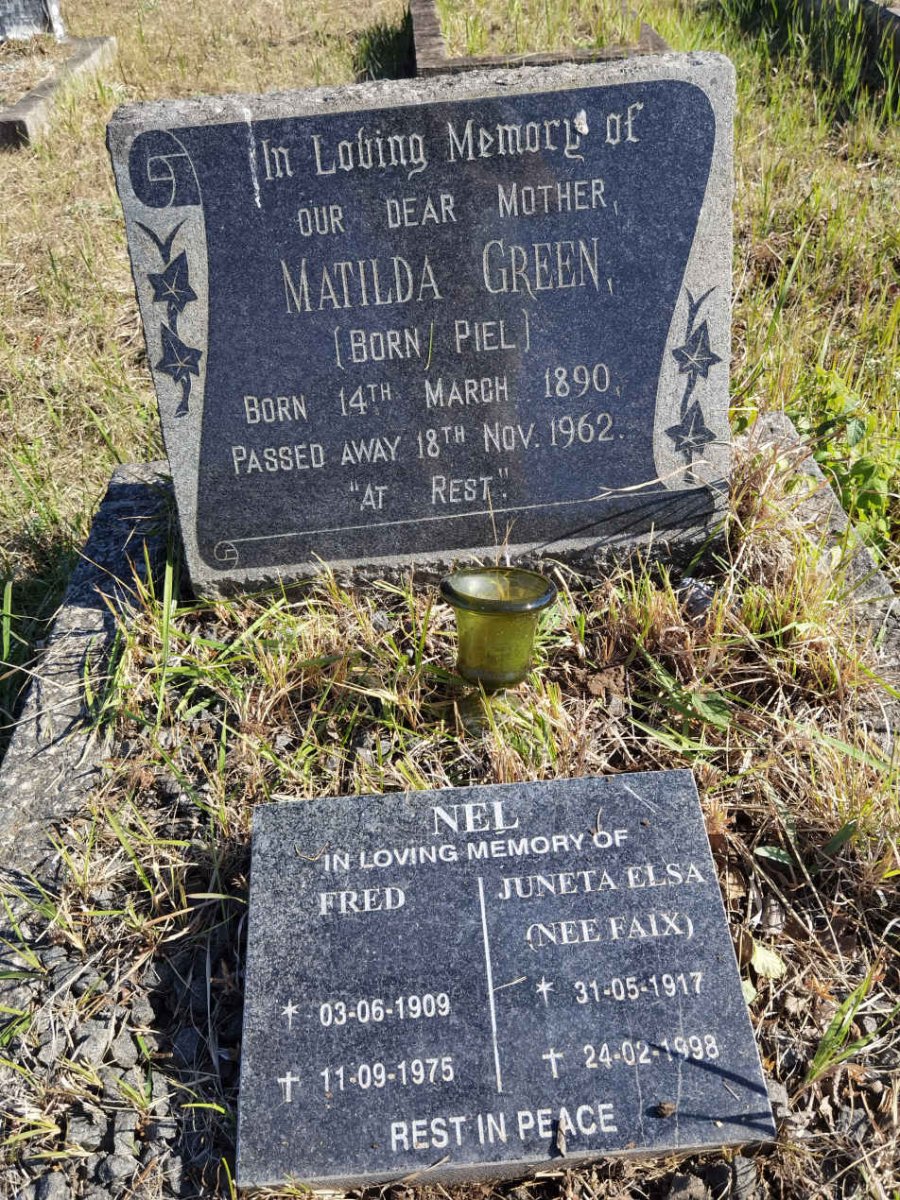 In Loving Memory of
OUR DEAR MOTHER,
MATILDA GREEN,
(BORN PIEL)
BORN 14TH MARCH 1890,
PASSED AWAY 18TH NOV. 1962.
"AT REST".
NEL
IN LOVING MEMORY OF
FRED
JUNETA ELSA
(NEE FAIX)
* 03-06-1909
† 11-09-1975
* 31-05-1917
† 24-02-1998
REST IN PEACE